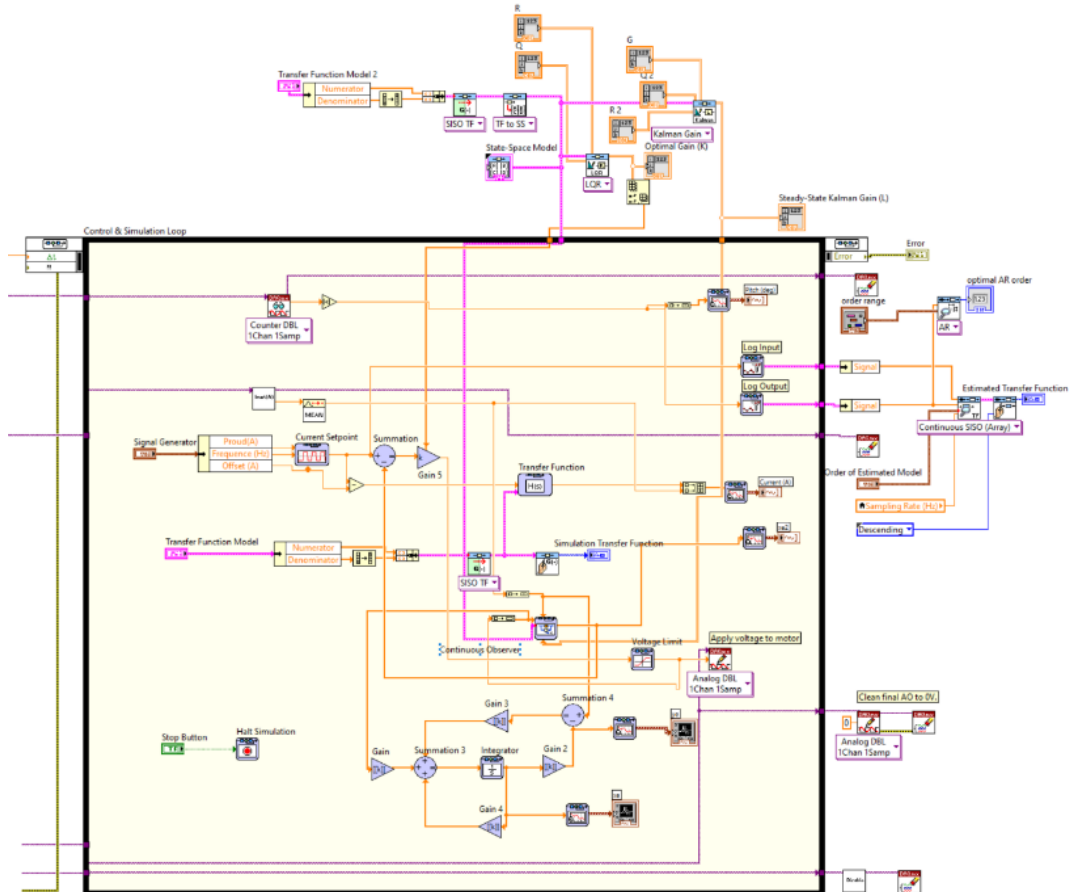 R
Q
G
Transfer Function Model 2
Numerator
Denominator
Q 2
Kalman
SISO TF
TF to SS
R 2
Kalman Gain
Optimal Gain (K)
State-Space Model
LQR
LQR
Steady-State Kalman Gain (L)
Control & Simulation Loop
Error
Error
Pitch (deg)
optimal AR order
order range
AR
Counter DBL
1Chan 1Samp
Log Input
Signal
Log Output
Signal
Estimated Transfer Function
MEAN
TF
Continuous SISO (Array)
Signal Generator
Frequence (Hz)
Offset (A)
Current Setpoint
Summation
Gain 5
Transfer Function
H(s)
Current (A)
Order of Estimated Model
Sampling Rate (Hz)
Descending
Transfer Function Model
Numerator
Denominator
SISO TF
Simulation Transfer Function
Continuous Observer
Voltage Limit
Apply voltage to motor
Analog DBL
1Chan 1Samp
Clean final AO to 0V.
0
Analog DBL
1Chan 1Samp
Stop Button
TF
Halt Simulation
Gain 3
Summation 4
Gain
Summation 3
Integrator
Gain 2
Gain 4